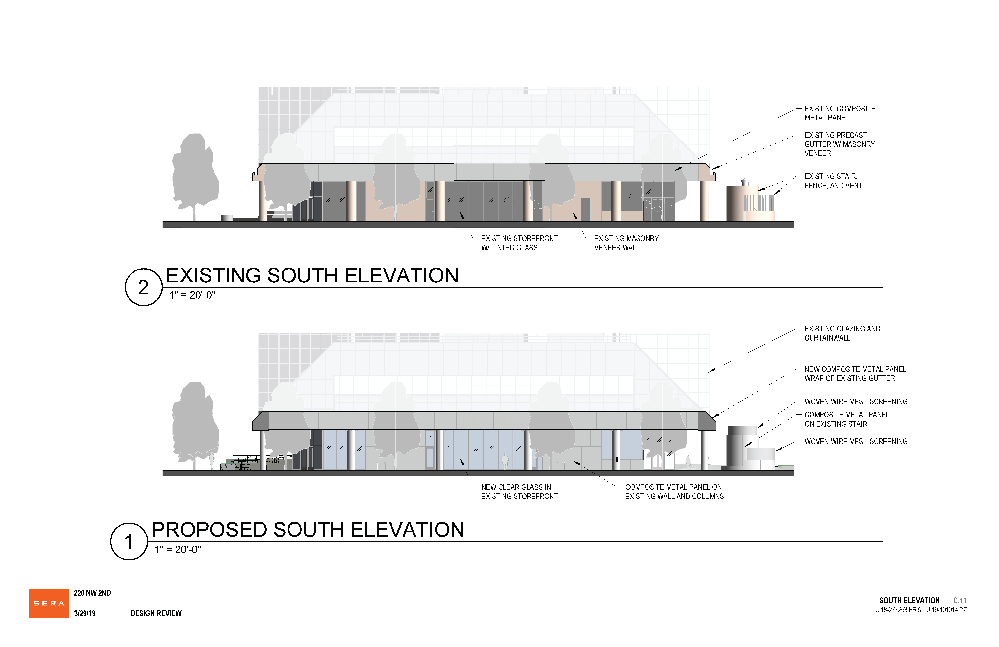 EXISTING COMPOSITE
METAL PANEL
EXISTING PRECAST
GUTTER W/ MASONRY
VENEER
EXISTING STAIR,
FENCE, AND VENT
EXISTING STOREFRONT
W/ TINTED GLASS
EXISTING MASONRY
VENEER WALL
2
EXISTING SOUTH ELEVATION
1" = 20'-0"
EXISTING GLAZING AND
CURTAINWALL
NEW COMPOSITE METAL PANEL
WRAP OF EXISTING GUTTER
WOVEN WIRE MESH SCREENING
COMPOSITE METAL PANEL
ON EXISTING STAIR
WOVEN WIRE MESH SCREENING
NEW CLEAR GLASS IN
EXISTING STOREFRONT
COMPOSITE METAL PANEL ON
EXISTING WALL AND COLUMNS
1
PROPOSED SOUTH ELEVATION
1" = 20'-0"
SERA
220 NW 2ND
3/29/19
DESIGN REVIEW
SOUTH ELEVATION C.11
LU 18-277253 HR & LU 19-101014 DZ